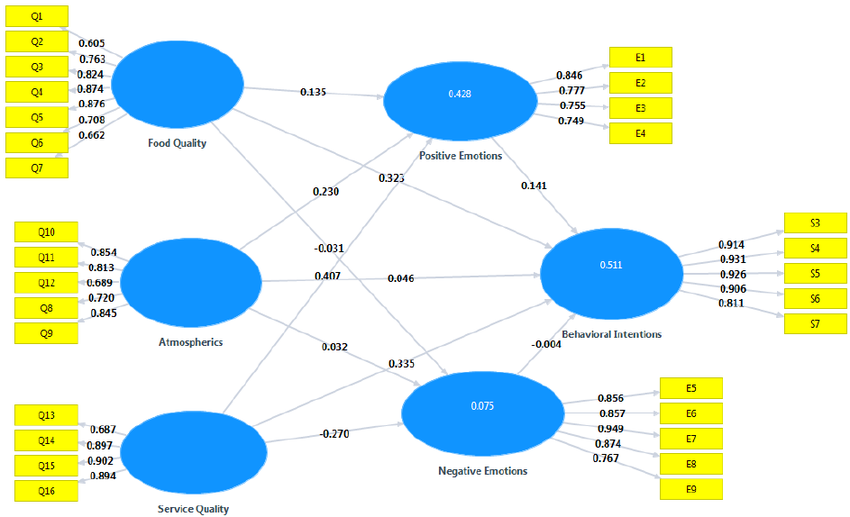 Q1
Q2
Q3
Q4
Q5
Q6
Q7
0.605
0.763
0.824
0.874
0.876
0.708
0.662
Food Quality
0.135
0.428
Positive Emotions
0.846
0.777
0.755
0.749
E1
E2
E3
E4
0.230
0.323
0.141
-0.031
0.407
0.046
Q10
Q11
Q12
Q8
Q9
0.854
0.813
0.689
0.720
0.845
Atmospherics
0.511
Behavioral Intentions
0.914
0.931
0.926
0.906
0.811
S3
S4
S5
S6
S7
0.032
0.335
-0.004
-0.270
Q13
Q14
Q15
Q16
0.687
0.897
0.902
0.894
Service Quality
0.075
Negative Emotions
0.856
0.857
0.949
0.874
0.767
E5
E6
E7
E8
E9